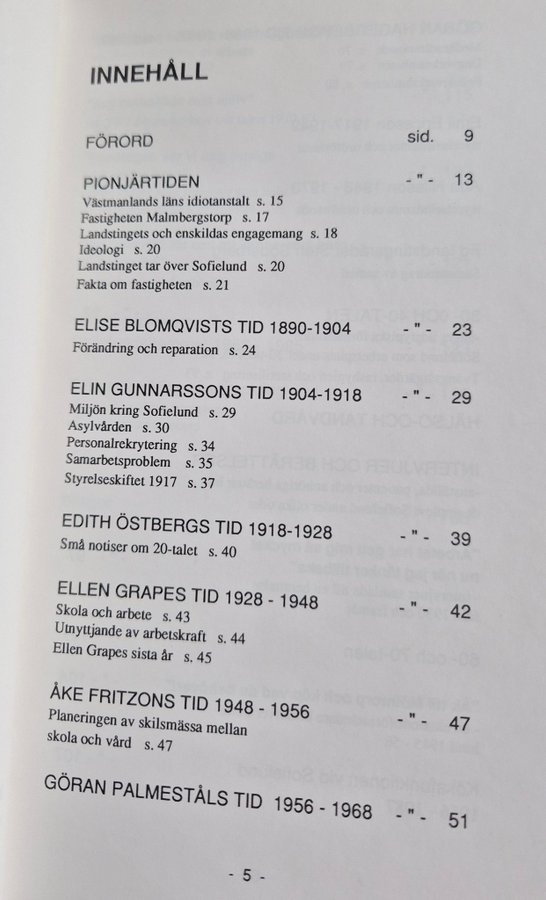 INNEHÅLL
FÖRORD sid. 9
PIONJÄRTIDEN - " - 13
Västmanlands läns idiotanstalt s. 15
Fastigheten Malmbergstorp s. 17
Landstingets och enskildas engagemang s. 18
Ideologi s. 20
Landstinget tar över Sofielund s. 20
Fakta om fastigheten s. 21
ELISE BLOMQVISTS TID 1890-1904 - " - 23
Förändring och reparation s. 24
ELIN GUNNARSSONS TID 1904-1918 - " - 29
Miljön kring Sofielund s. 29
Asylvården s. 30
Personalrekrytering s. 34
Samarbetsproblem s. 35
Styrelseskiftet 1917 s. 37
EDITH ÖSTBERGS TID 1918-1928 - " - 39
Små notiser om 20-talet s. 40
ELLEN GRAPES TID 1928 - 1948 - " - 42
Skola och arbete s. 43
Utnyttjande av arbetskraft s. 44
Ellen Grapes sista år s. 45
ÅKE FRITZONS TID 1948 - 1956 - " - 47
Planeringen av skilsmässa mellan
skola och vård s. 47
GÖRAN PALMESTÅLS TID 1956 - 1968 - " - 51
- 5 -